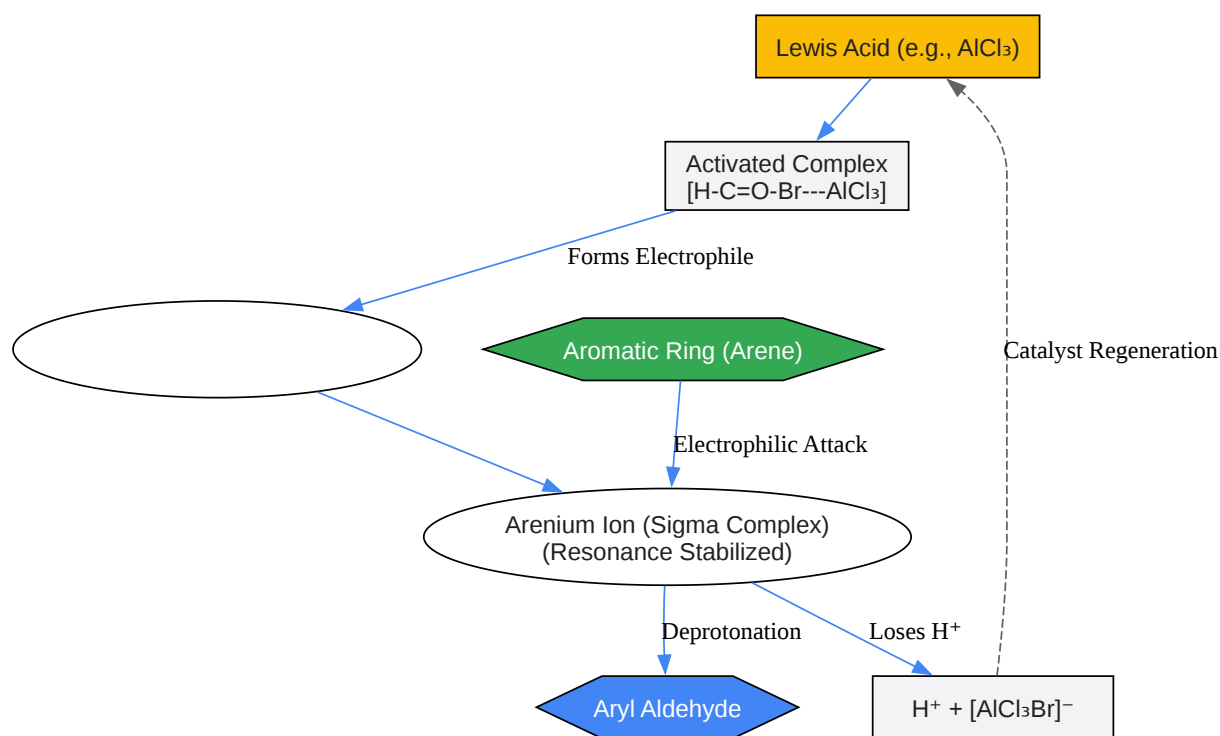 Lewis Acid (e.g., AlCl₃)
Activated Complex
[H-C=O-Br---AlCl₃]
Forms Electrophile
Aromatic Ring (Arene)
Catalyst Regeneration
Electrophilic Attack
Arenium Ion (Sigma Complex)
(Resonance Stabilized)
Deprotonation
Loses H⁺
Aryl Aldehyde
H⁺ + [AlCl₃Br]⁻